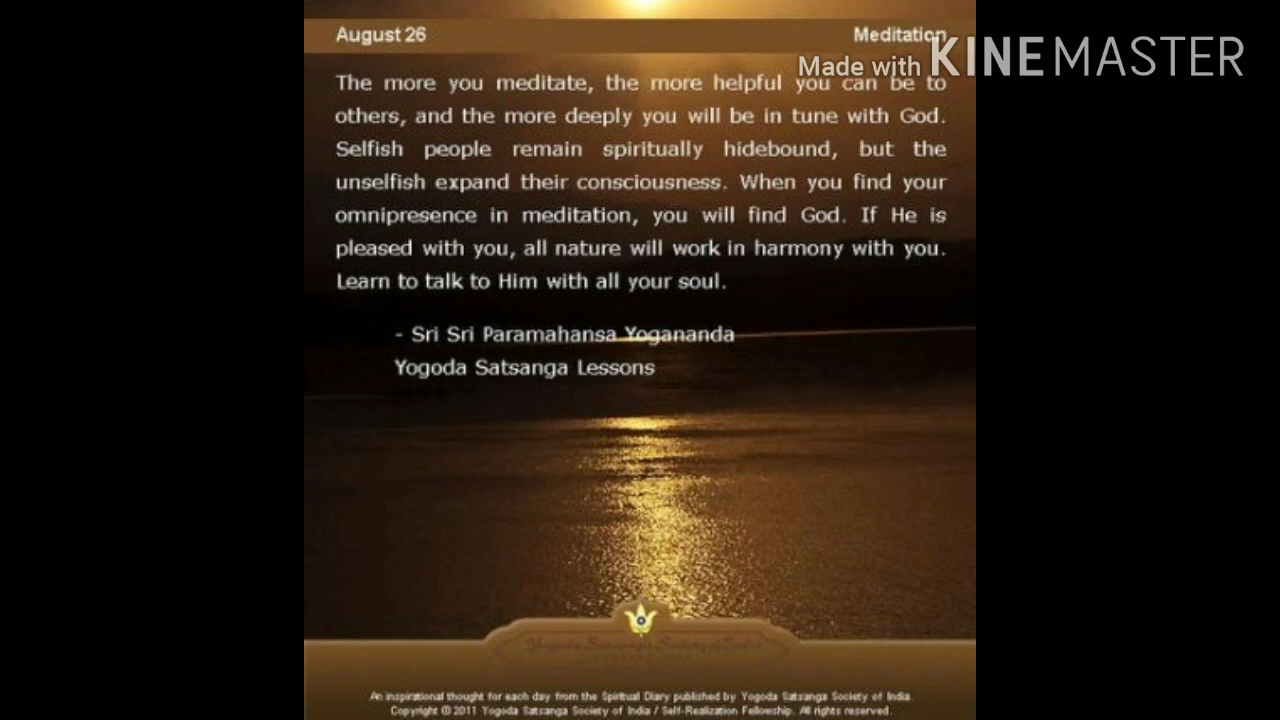 August 26 Meditation
Made with KINEMASTER
The more you meditate, the more helpful you can be to
others, and the more deeply you will be in tune with God.
Selfish people remain spiritually hidebound, but the
unselfish expand their consciousness. When you find your
omnipresence in meditation, you will find God. If He is
pleased with you, all nature will work in harmony with you.
Learn to talk to Him with all your soul.
- Sri Sri Paramahansa Yogananda
Yogoda Satsanga Lessons
Yogoda Satsanga Society of India
An inspirational thought for each day from the Spiritual Diary published by Yogoda Satsanga Society of India.
Copyright © 2011 Yogoda Satsanga Society of India / Self-Realization Fellowship. All rights reserved.